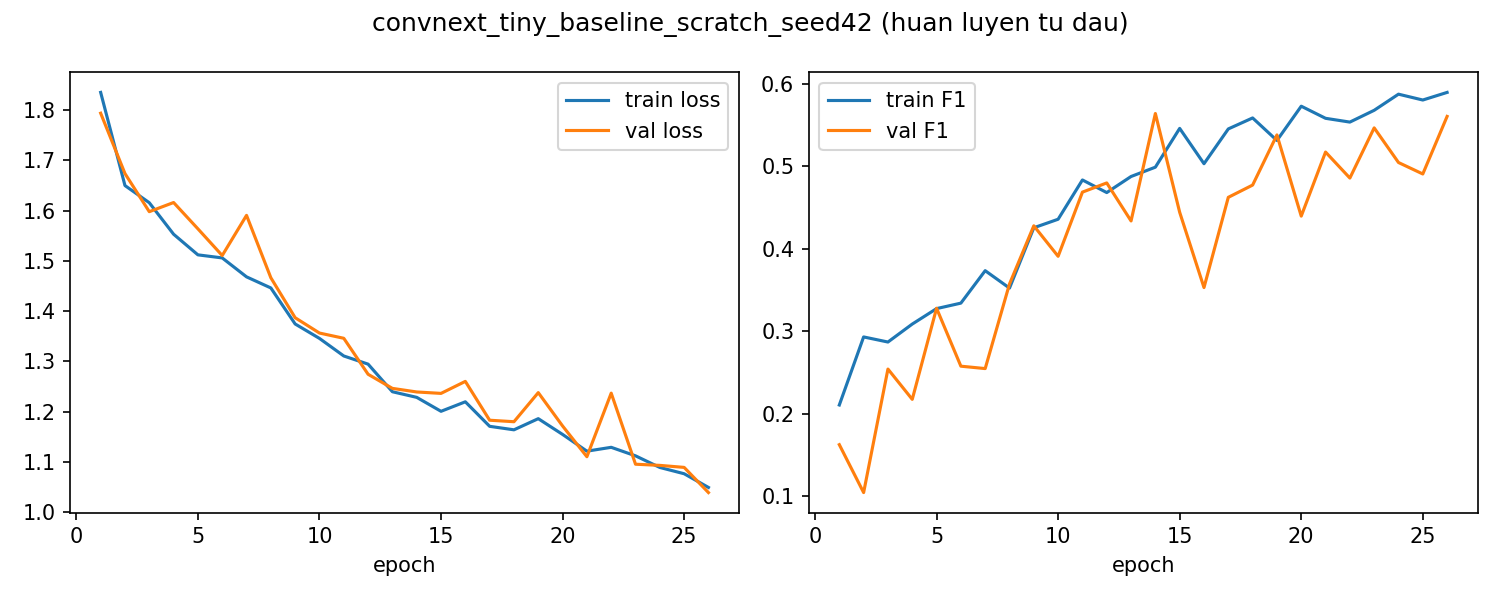 convnext_tiny_baseline_scratch_seed42 (huan luyen tu dau)
train loss
val loss
1.8
1.7
1.6
1.5
1.4
1.3
1.2
1.1
1.0
0 5 10 15 20 25
epoch
train F1
val F1
0.6
0.5
0.4
0.3
0.2
0.1
0 5 10 15 20 25
epoch